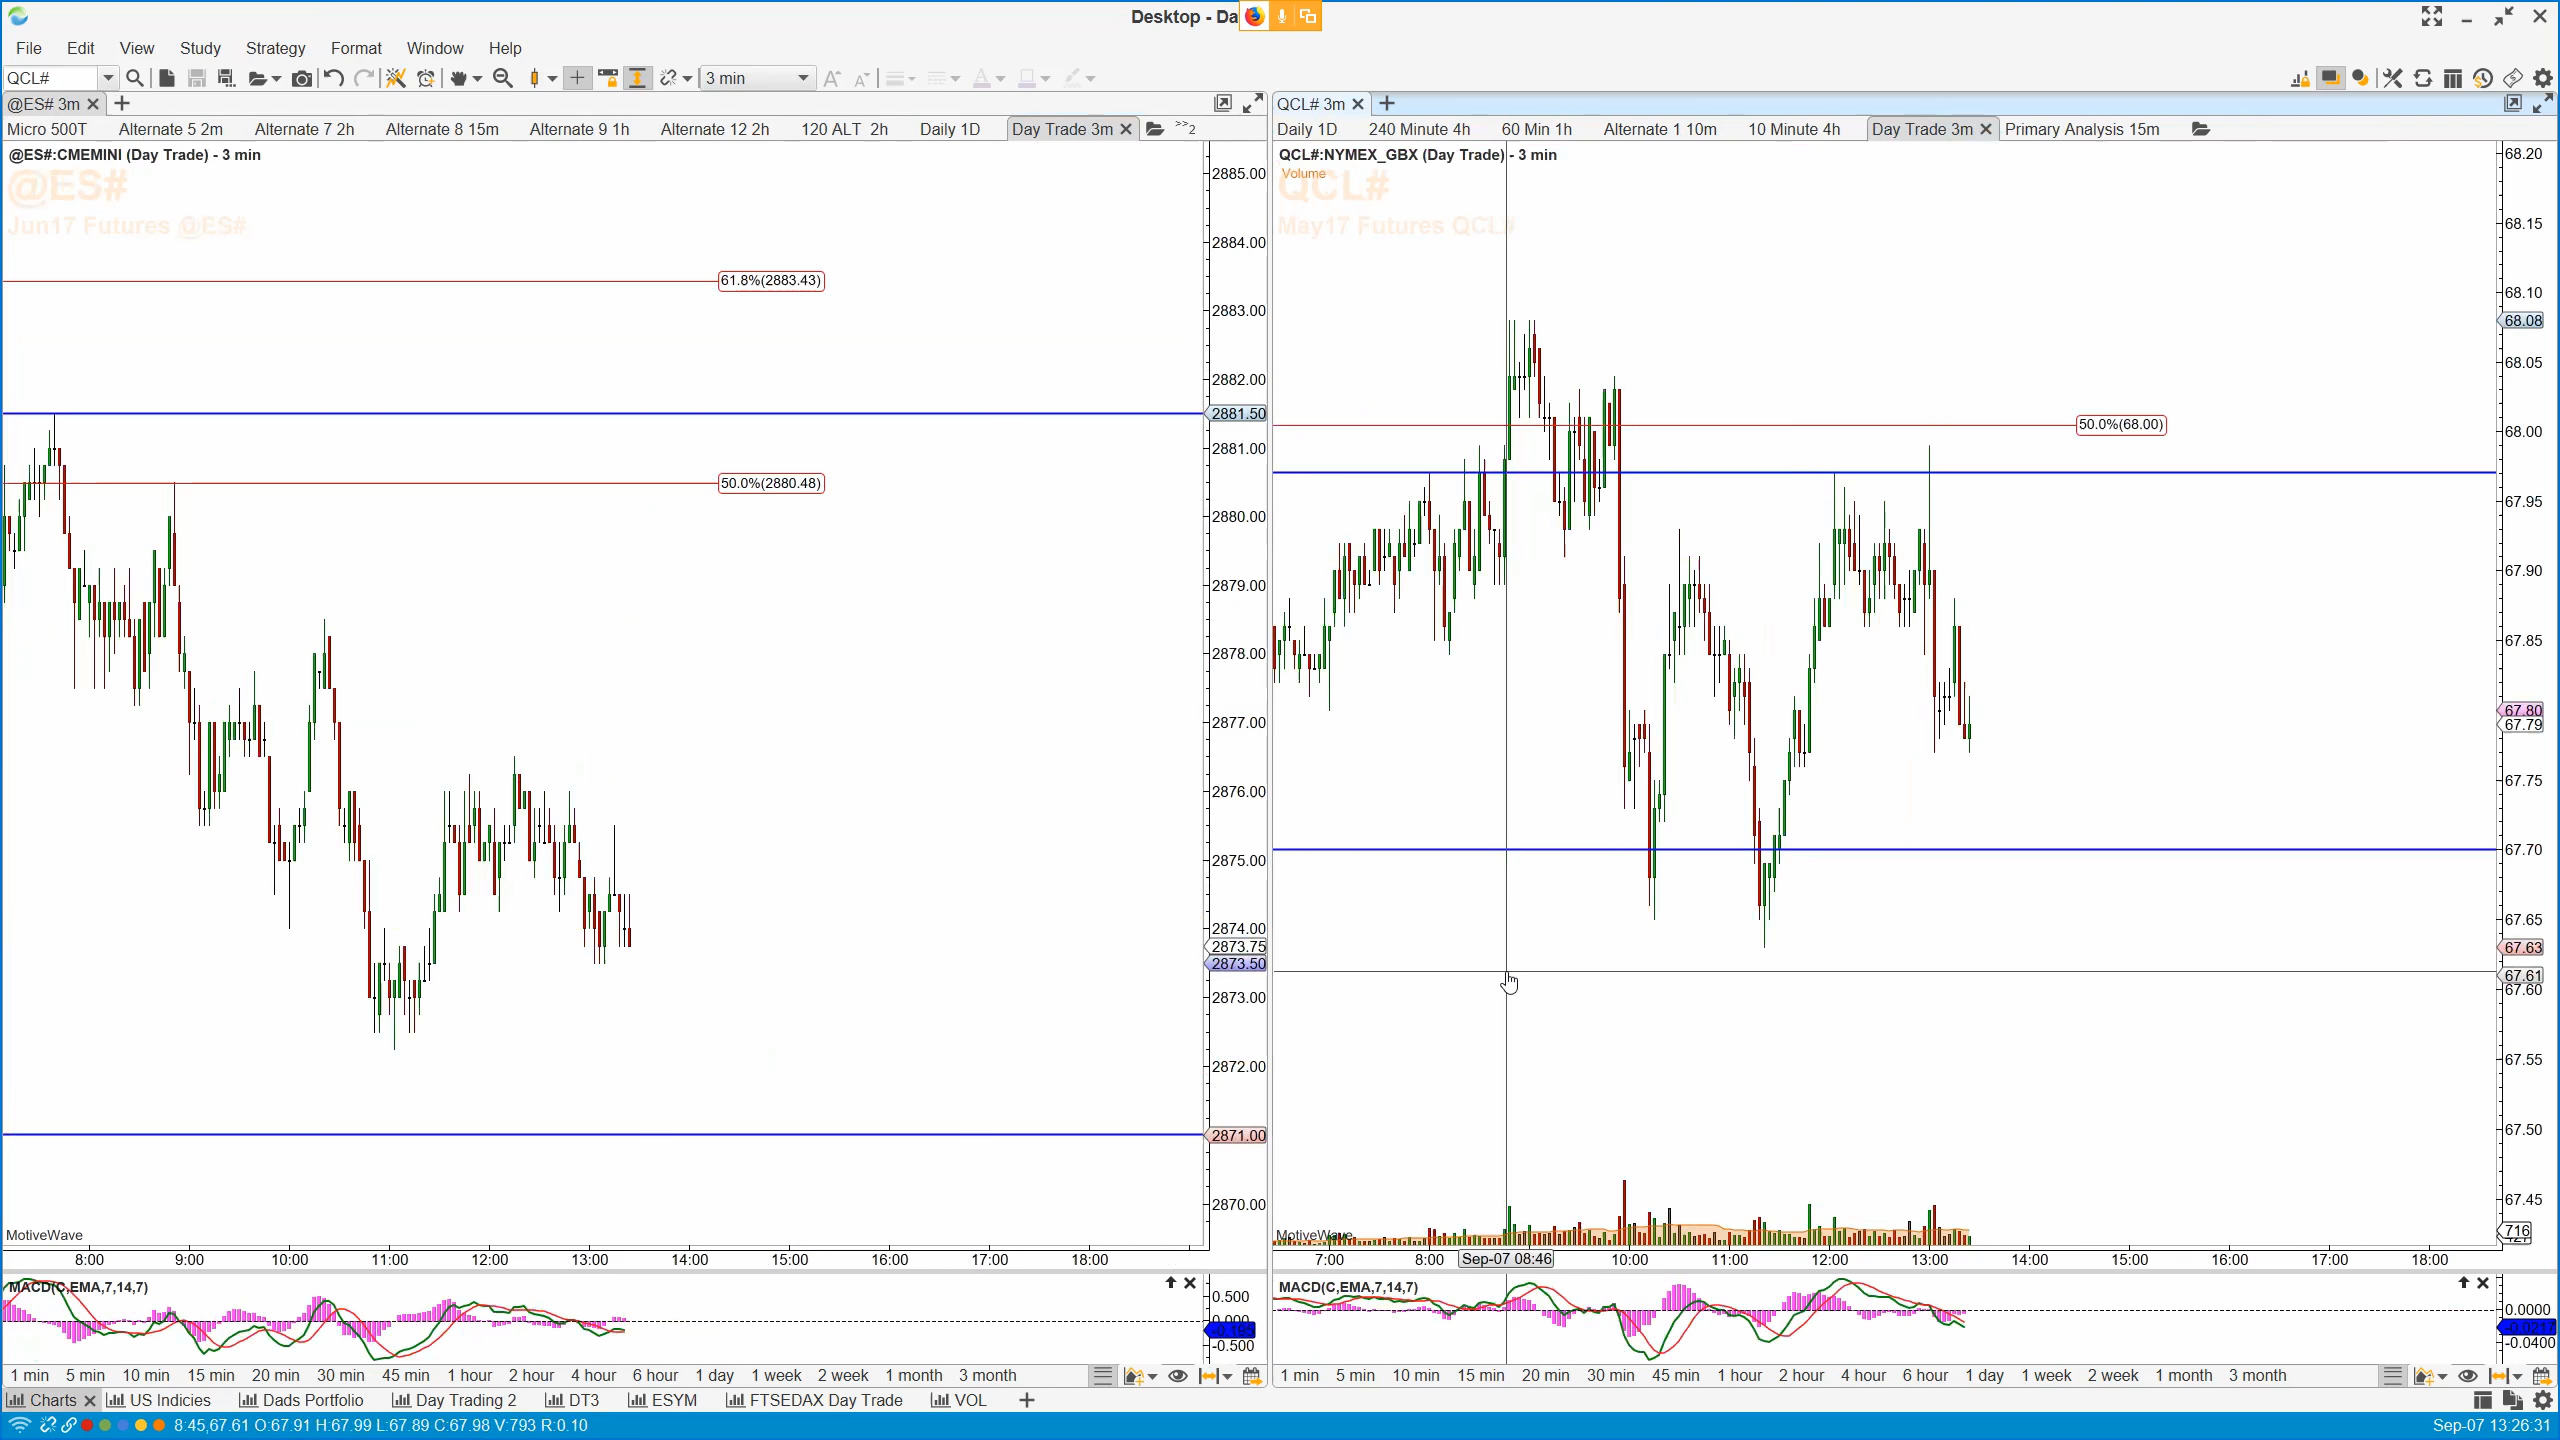 Desktop - Da
File Edit View Study Strategy Format Window Help
QCL# 3 min
@ES# 3m
Micro 500T Alternate 5 2m Alternate 7 2h Alternate 8 15m Alternate 9 1h Alternate 12 2h 120 ALT 2h Daily 1D Day Trade 3m >>2
@ES#:CMEMINI (Day Trade) - 3 min
@ES#
Jun17 Futures @ES#
61.8%(2883.43)
50.0%(2880.48)
2885.00
2884.00
2883.00
2882.00
2881.50
2881.00
2880.00
2879.00
2878.00
2877.00
2876.00
2875.00
2874.00
2873.75
2873.50
2873.00
2872.00
2871.00
2870.00
MotiveWave
8:00 9:00 10:00 11:00 12:00 13:00 14:00 15:00 16:00 17:00 18:00
MACD(C,EMA,7,14,7)
0.500
0.000
-0.500
1 min 5 min 10 min 15 min 20 min 30 min 45 min 1 hour 2 hour 4 hour 6 hour 1 day 1 week 2 week 1 month 3 month
QCL# 3m
Daily 1D 240 Minute 4h 60 Min 1h Alternate 1 10m 10 Minute 4h Day Trade 3m Primary Analysis 15m
QCL#:NYMEX_GBX (Day Trade) - 3 min
Volume
QCL#
May17 Futures QCL#
50.0%(68.00)
68.20
68.15
68.10
68.08
68.05
68.00
67.95
67.90
67.85
67.80
67.79
67.75
67.70
67.65
67.63
67.61
67.60
67.55
67.50
67.45
716
MotiveWave
7:00 8:00 Sep-07 08:46 10:00 11:00 12:00 13:00 14:00 15:00 16:00 17:00 18:00
MACD(C,EMA,7,14,7)
0.0000
-0.0217
-0.0400
1 min 5 min 10 min 15 min 20 min 30 min 45 min 1 hour 2 hour 4 hour 6 hour 1 day 1 week 2 week 1 month 3 month
Charts US Indicies Dads Portfolio Day Trading 2 DT3 ESYM FTSEDAX Day Trade VOL
8:45,67.61 O:67.91 H:67.99 L:67.89 C:67.98 V:793 R:0.10
Sep-07 13:26:31